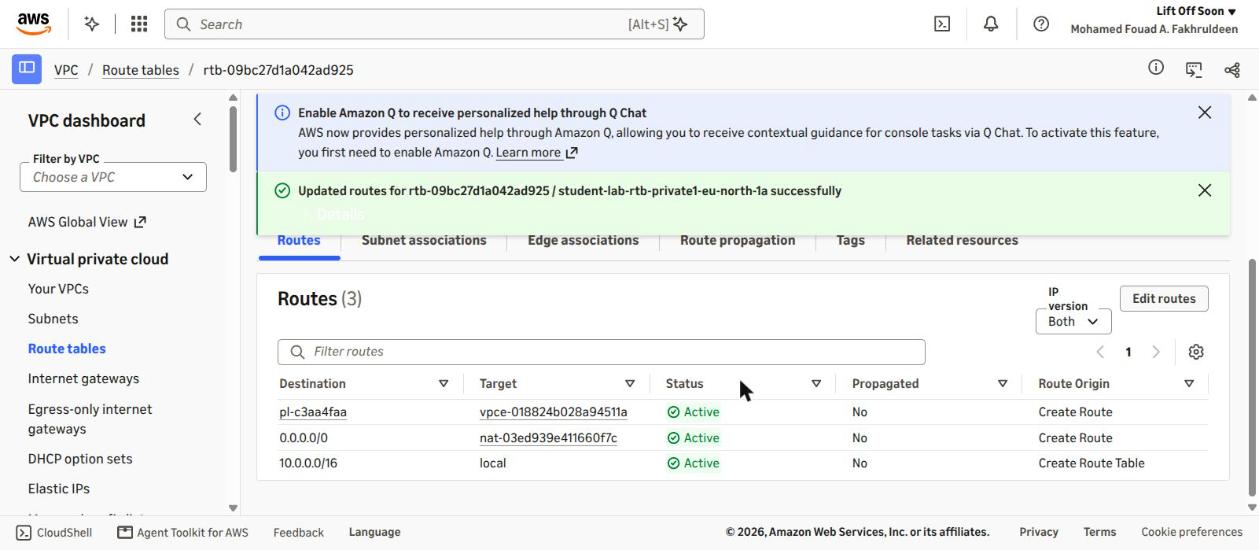 aws
Search [Alt+S]
Lift Off Soon ▼
Mohamed Fouad A. Fakhruldeen
VPC / Route tables / rtb-09bc27d1a042ad925
VPC dashboard
Filter by VPC
Choose a VPC
AWS Global View
Virtual private cloud
Your VPCs
Subnets
Route tables
Internet gateways
Egress-only internet
gateways
DHCP option sets
Elastic IPs
Enable Amazon Q to receive personalized help through Q Chat
AWS now provides personalized help through Amazon Q, allowing you to receive contextual guidance for console tasks via Q Chat. To activate this feature,
you first need to enable Amazon Q. Learn more
Updated routes for rtb-09bc27d1a042ad925 / student-lab-rtb-private1-eu-north-1a successfully
Details
Routes Subnet associations Edge associations Route propagation Tags Related resources
Routes (3)
IP
version
Both
Edit routes
Filter routes
1
Destination Target Status Propagated Route Origin
pl-c3aa4faa vpce-018824b028a94511a Active No Create Route
0.0.0.0/0 nat-03ed939e411660f7c Active No Create Route
10.0.0.0/16 local Active No Create Route Table
CloudShell Agent Toolkit for AWS Feedback Language © 2026, Amazon Web Services, Inc. or its affiliates. Privacy Terms Cookie preferences